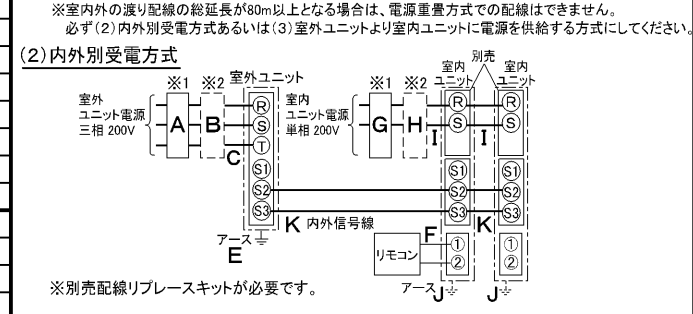 ※室内外の渡り配線の総延長が80m以上となる場合は、電源重畳方式での配線はできません。
必ず(2)内外別受電方式あるいは(3)室外ユニットより室内ユニットに電源を供給する方式にしてください。
(2)内外別受電方式
別売
※1 ※2 室外ユニット ※1 ※2 室内ユニット 室内ユニット
室外
ユニット電源
三相 200V
A B C
R
S
T
S1
S2
S3
アース
E
K 内外信号線
室内
ユニット電源
単相 200V
G H I I
R
S
S1
S2
S3
R
S
S1
S2
S3
K
リモコン
F
①
②
①
②
アース J J
※別売配線リプレースキットが必要です。